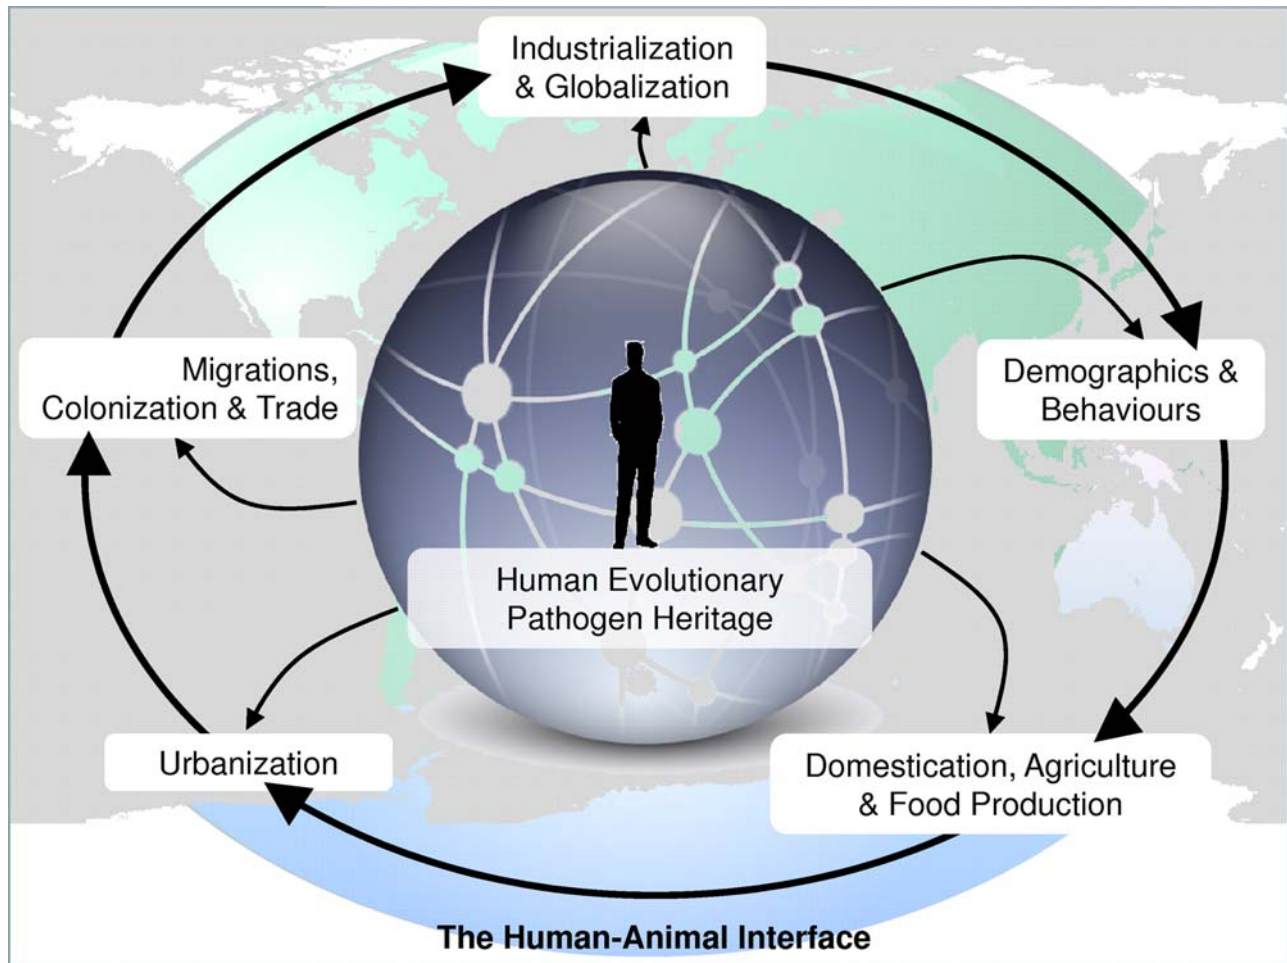 Industrialization
& Globalization
Migrations,
Colonization & Trade
Demographics &
Behaviours
Human Evolutionary
Pathogen Heritage
Urbanization
Domestication, Agriculture
& Food Production
The Human-Animal Interface